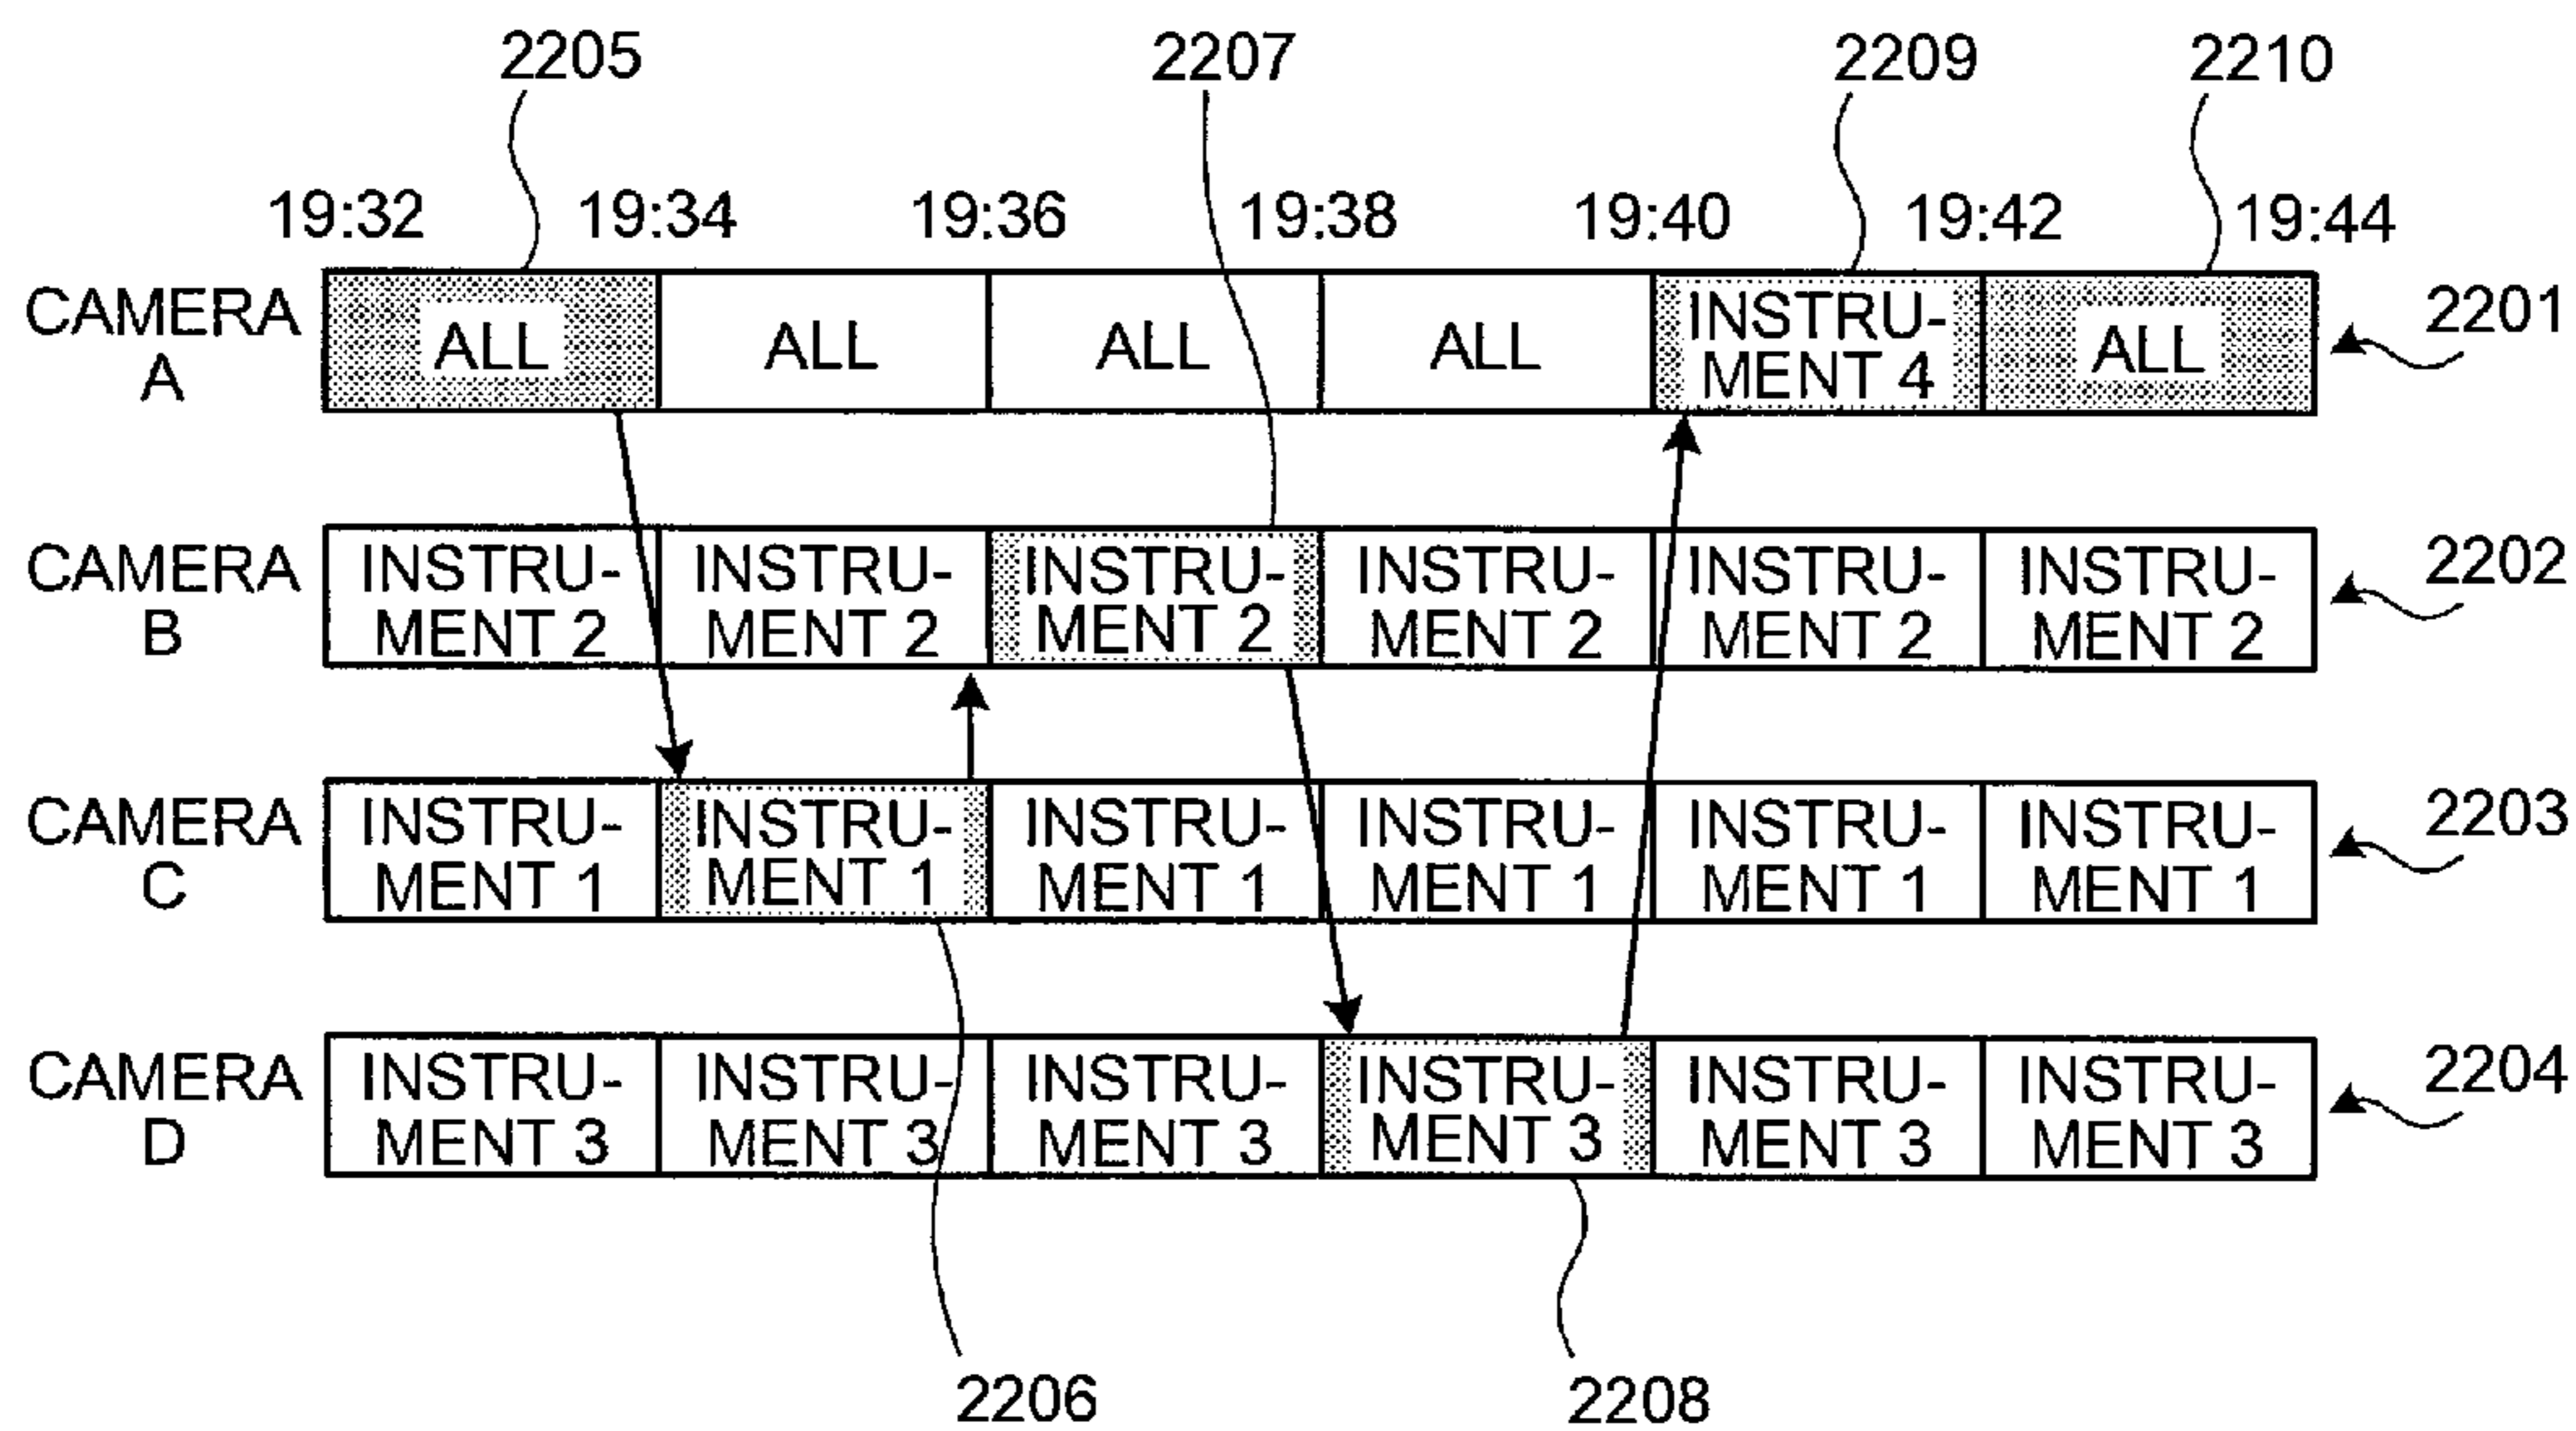 2205 2207 2209 2210
19:32 19:34 19:36 19:38 19:40 19:42 19:44
CAMERA
A
ALL ALL ALL ALL INSTRU-
MENT 4 ALL
2201
CAMERA
B
INSTRU- INSTRU- INSTRU- INSTRU- INSTRU- INSTRU-
MENT 2 MENT 2 MENT 2 MENT 2 MENT 2 MENT 2
2202
CAMERA
C
INSTRU- INSTRU- INSTRU- INSTRU- INSTRU- INSTRU-
MENT 1 MENT 1 MENT 1 MENT 1 MENT 1 MENT 1
2203
CAMERA
D
INSTRU- INSTRU- INSTRU- INSTRU- INSTRU- INSTRU-
MENT 3 MENT 3 MENT 3 MENT 3 MENT 3 MENT 3
2204
2206 2208